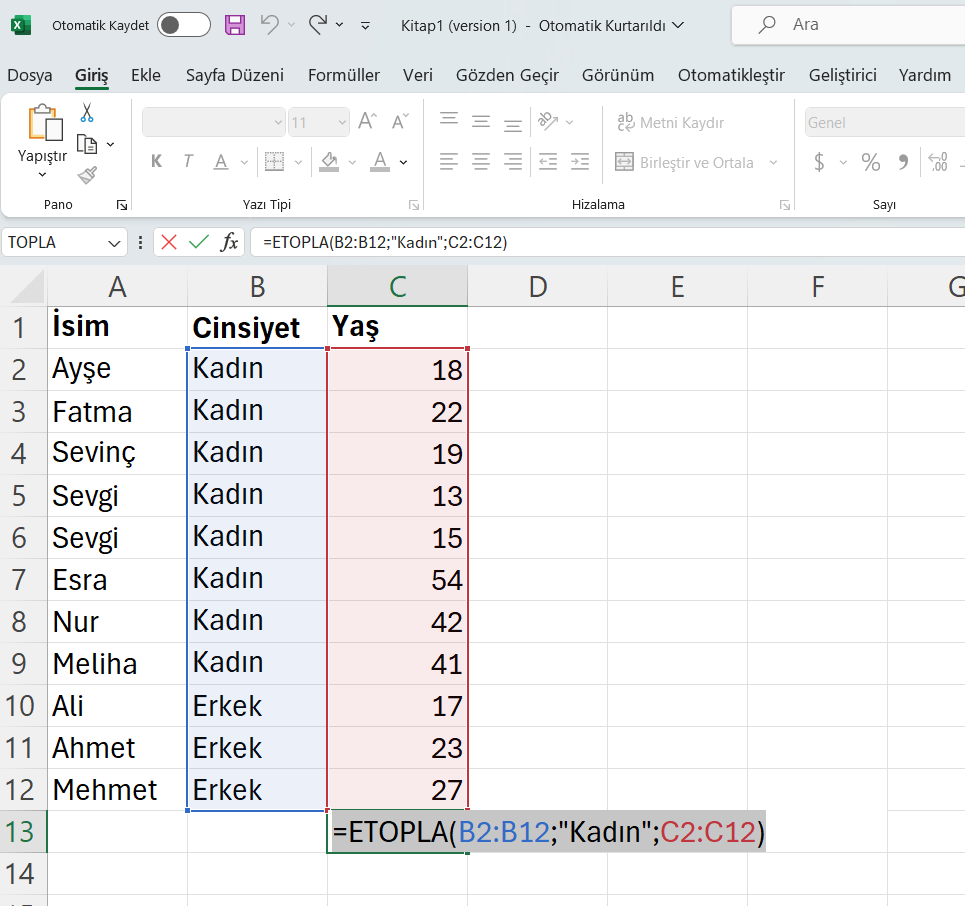 Otomatik Kaydet Kitap1 (version 1) - Otomatik Kurtarıldı Ara
Dosya Giriş Ekle Sayfa Düzeni Formüller Veri Gözden Geçir Görünüm Otomatikleştir Geliştirici Yardım
11 A A ab Metni Kaydır Genel
Yapıştır K T A A Birleştir ve Ortala $ % 9 00
Pano Yazı Tipi Hizalama Sayı
TOPLA fx =ETOPLA(B2:B12;"Kadın";C2:C12)
A B C D E F G
1 İsim Cinsiyet Yaş
2 Ayşe Kadın 18
3 Fatma Kadın 22
4 Sevinç Kadın 19
5 Sevgi Kadın 13
6 Sevgi Kadın 15
7 Esra Kadın 54
8 Nur Kadın 42
9 Meliha Kadın 41
10 Ali Erkek 17
11 Ahmet Erkek 23
12 Mehmet Erkek 27
13 =ETOPLA(B2:B12;"Kadın";C2:C12)
14